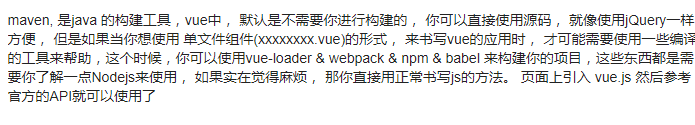 maven, 是java 的构建工具，vue中， 默认是不需要你进行构建的， 你可以直接使用源码， 就像使用jQuery一样
方便， 但是如果当你想使用 单文件组件(xxxxxxxx.vue)的形式， 来书写vue的应用时， 才可能需要使用一些编译
的工具来帮助，这个时候，你可以使用vue-loader & webpack & npm & babel 来构建你的项目，这些东西都是需
要你了解一点Nodejs来使用， 如果实在觉得麻烦， 那你直接用正常书写js的方法。 页面上引入 vue.js 然后参考
官方的API就可以使用了